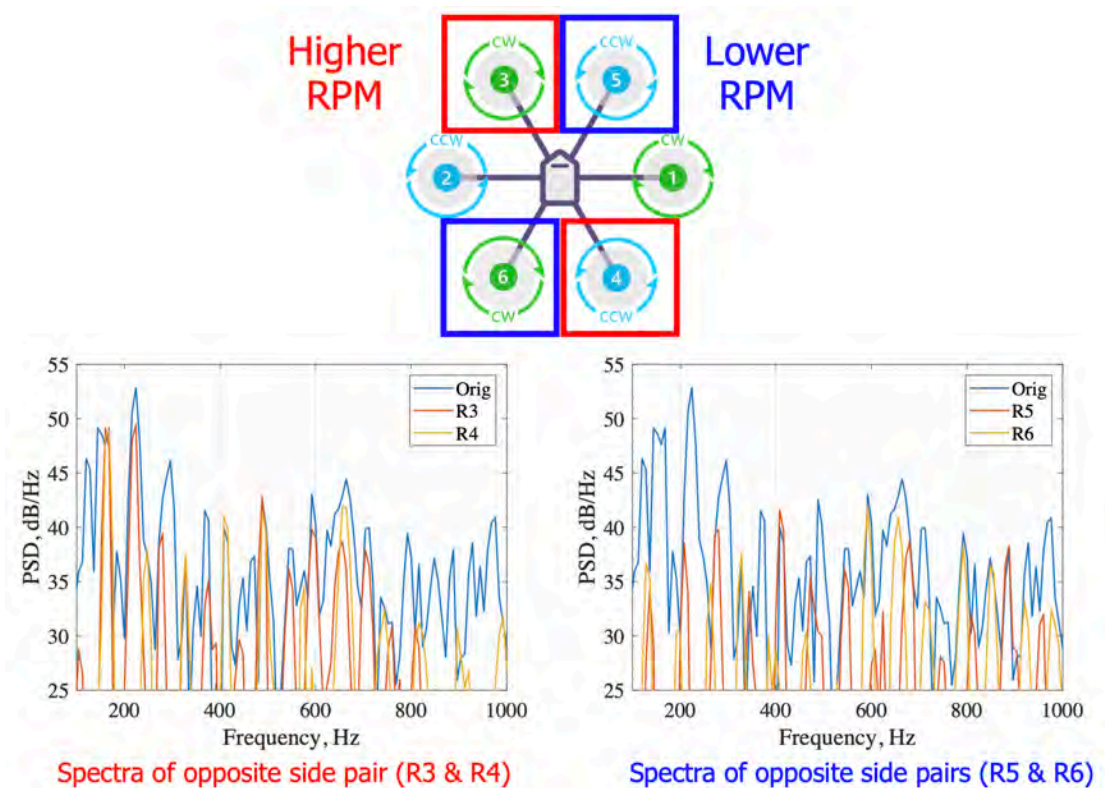 Higher
RPM
Lower
RPM
CW
3
CCW
5
CCW
2
CW
1
6
CW
4
CCW
55
50
45
40
35
30
25
PSD, dB/Hz
Orig
R3
R4
200
400
600
800
1000
Frequency, Hz
Spectra of opposite side pair (R3 & R4)
55
50
45
40
35
30
25
PSD, dB/Hz
Orig
R5
R6
200
400
600
800
1000
Frequency, Hz
Spectra of opposite side pairs (R5 & R6)